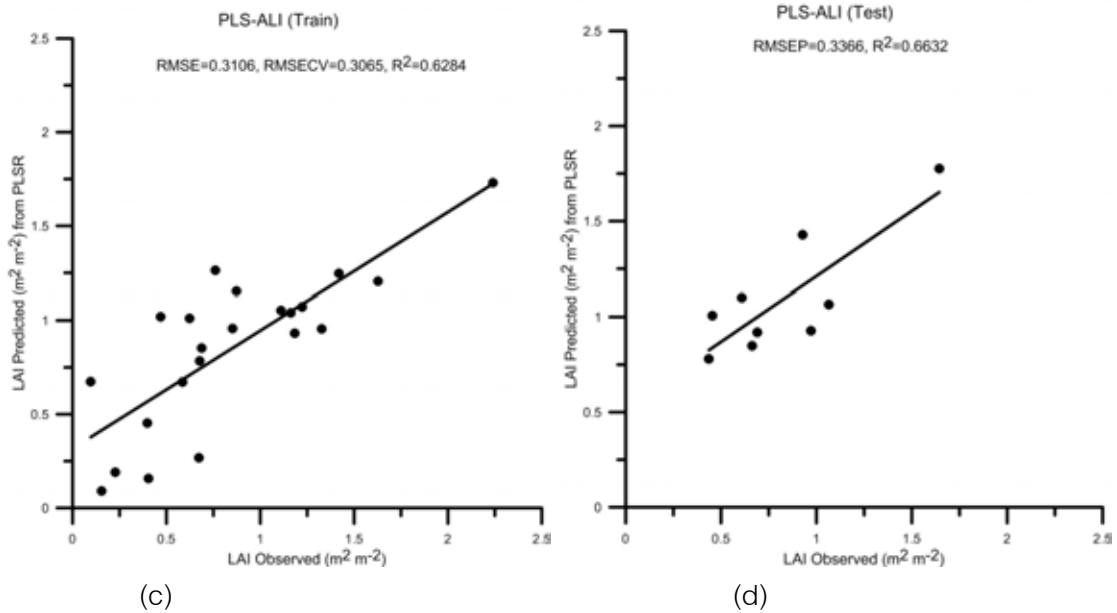 PLS-ALI (Train)
RMSE=0.3106, RMSECV=0.3065, R²=0.6284
2.5
2
1.5
1
0.5
0
LAI Predicted (m² m⁻²) from PLSR
0
0.5
1
1.5
2
2.5
LAI Observed (m² m⁻²)
(c)
PLS-ALI (Test)
RMSEP=0.3366, R²=0.6632
2.5
2
1.5
1
0.5
0
LAI Predicted (m² m⁻²) from PLSR
0
0.5
1
1.5
2
2.5
LAI Observed (m² m⁻²)
(d)